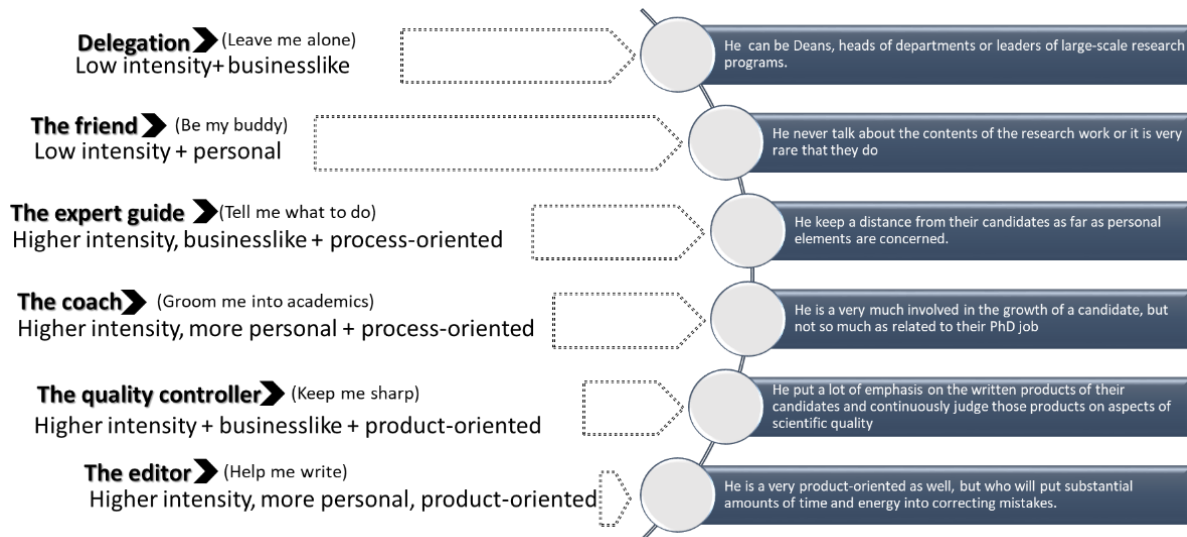 Delegation (Leave me alone)
Low intensity+ businesslike
He can be Deans, heads of departments or leaders of large-scale research
programs.
The friend (Be my buddy)
Low intensity + personal
He never talk about the contents of the research work or it is very
rare that they do
The expert guide (Tell me what to do)
Higher intensity, businesslike + process-oriented
He keep a distance from their candidates as far as personal
elements are concerned.
The coach (Groom me into academics)
Higher intensity, more personal + process-oriented
He is a very much involved in the growth of a candidate, but
not so much as related to their PhD job
The quality controller (Keep me sharp)
Higher intensity + businesslike + product-oriented
He put a lot of emphasis on the written products of their
candidates and continuously judge those products on aspects of
scientific quality
The editor (Help me write)
Higher intensity, more personal, product-oriented
He is a very product-oriented as well, but who will put substantial
amounts of time and energy into correcting mistakes.